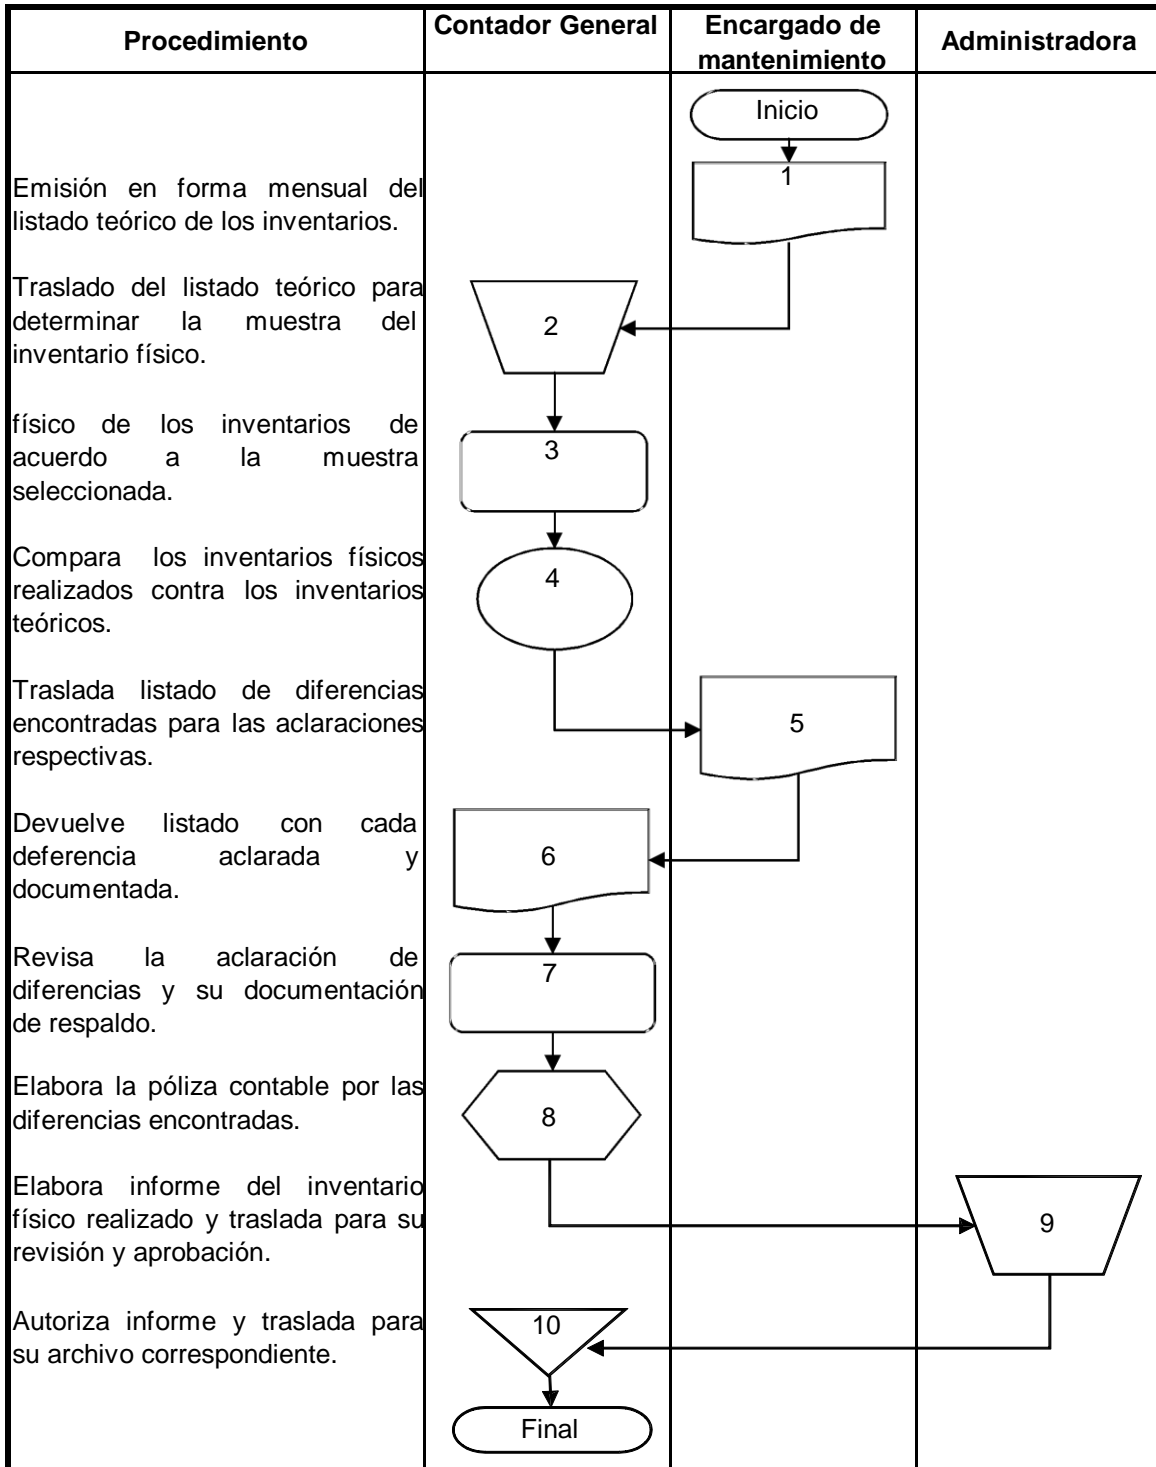 Procedimiento
Contador General
Encargado de
mantenimiento
Administradora
Inicio
Emisión en forma mensual del
listado teórico de los inventarios.
1
Traslado del listado teórico para
determinar la muestra del
inventario físico.
2
físico de los inventarios de
acuerdo a la muestra
seleccionada.
3
Compara los inventarios físicos
realizados contra los inventarios
teóricos.
4
Traslada listado de diferencias
encontradas para las aclaraciones
respectivas.
5
Devuelve listado con cada
deferencia aclarada y
documentada.
6
Revisa la aclaración de
diferencias y su documentación
de respaldo.
7
Elabora la póliza contable por las
diferencias encontradas.
8
Elabora informe del inventario
físico realizado y traslada para su
revisión y aprobación.
9
Autoriza informe y traslada para
su archivo correspondiente.
10
Final